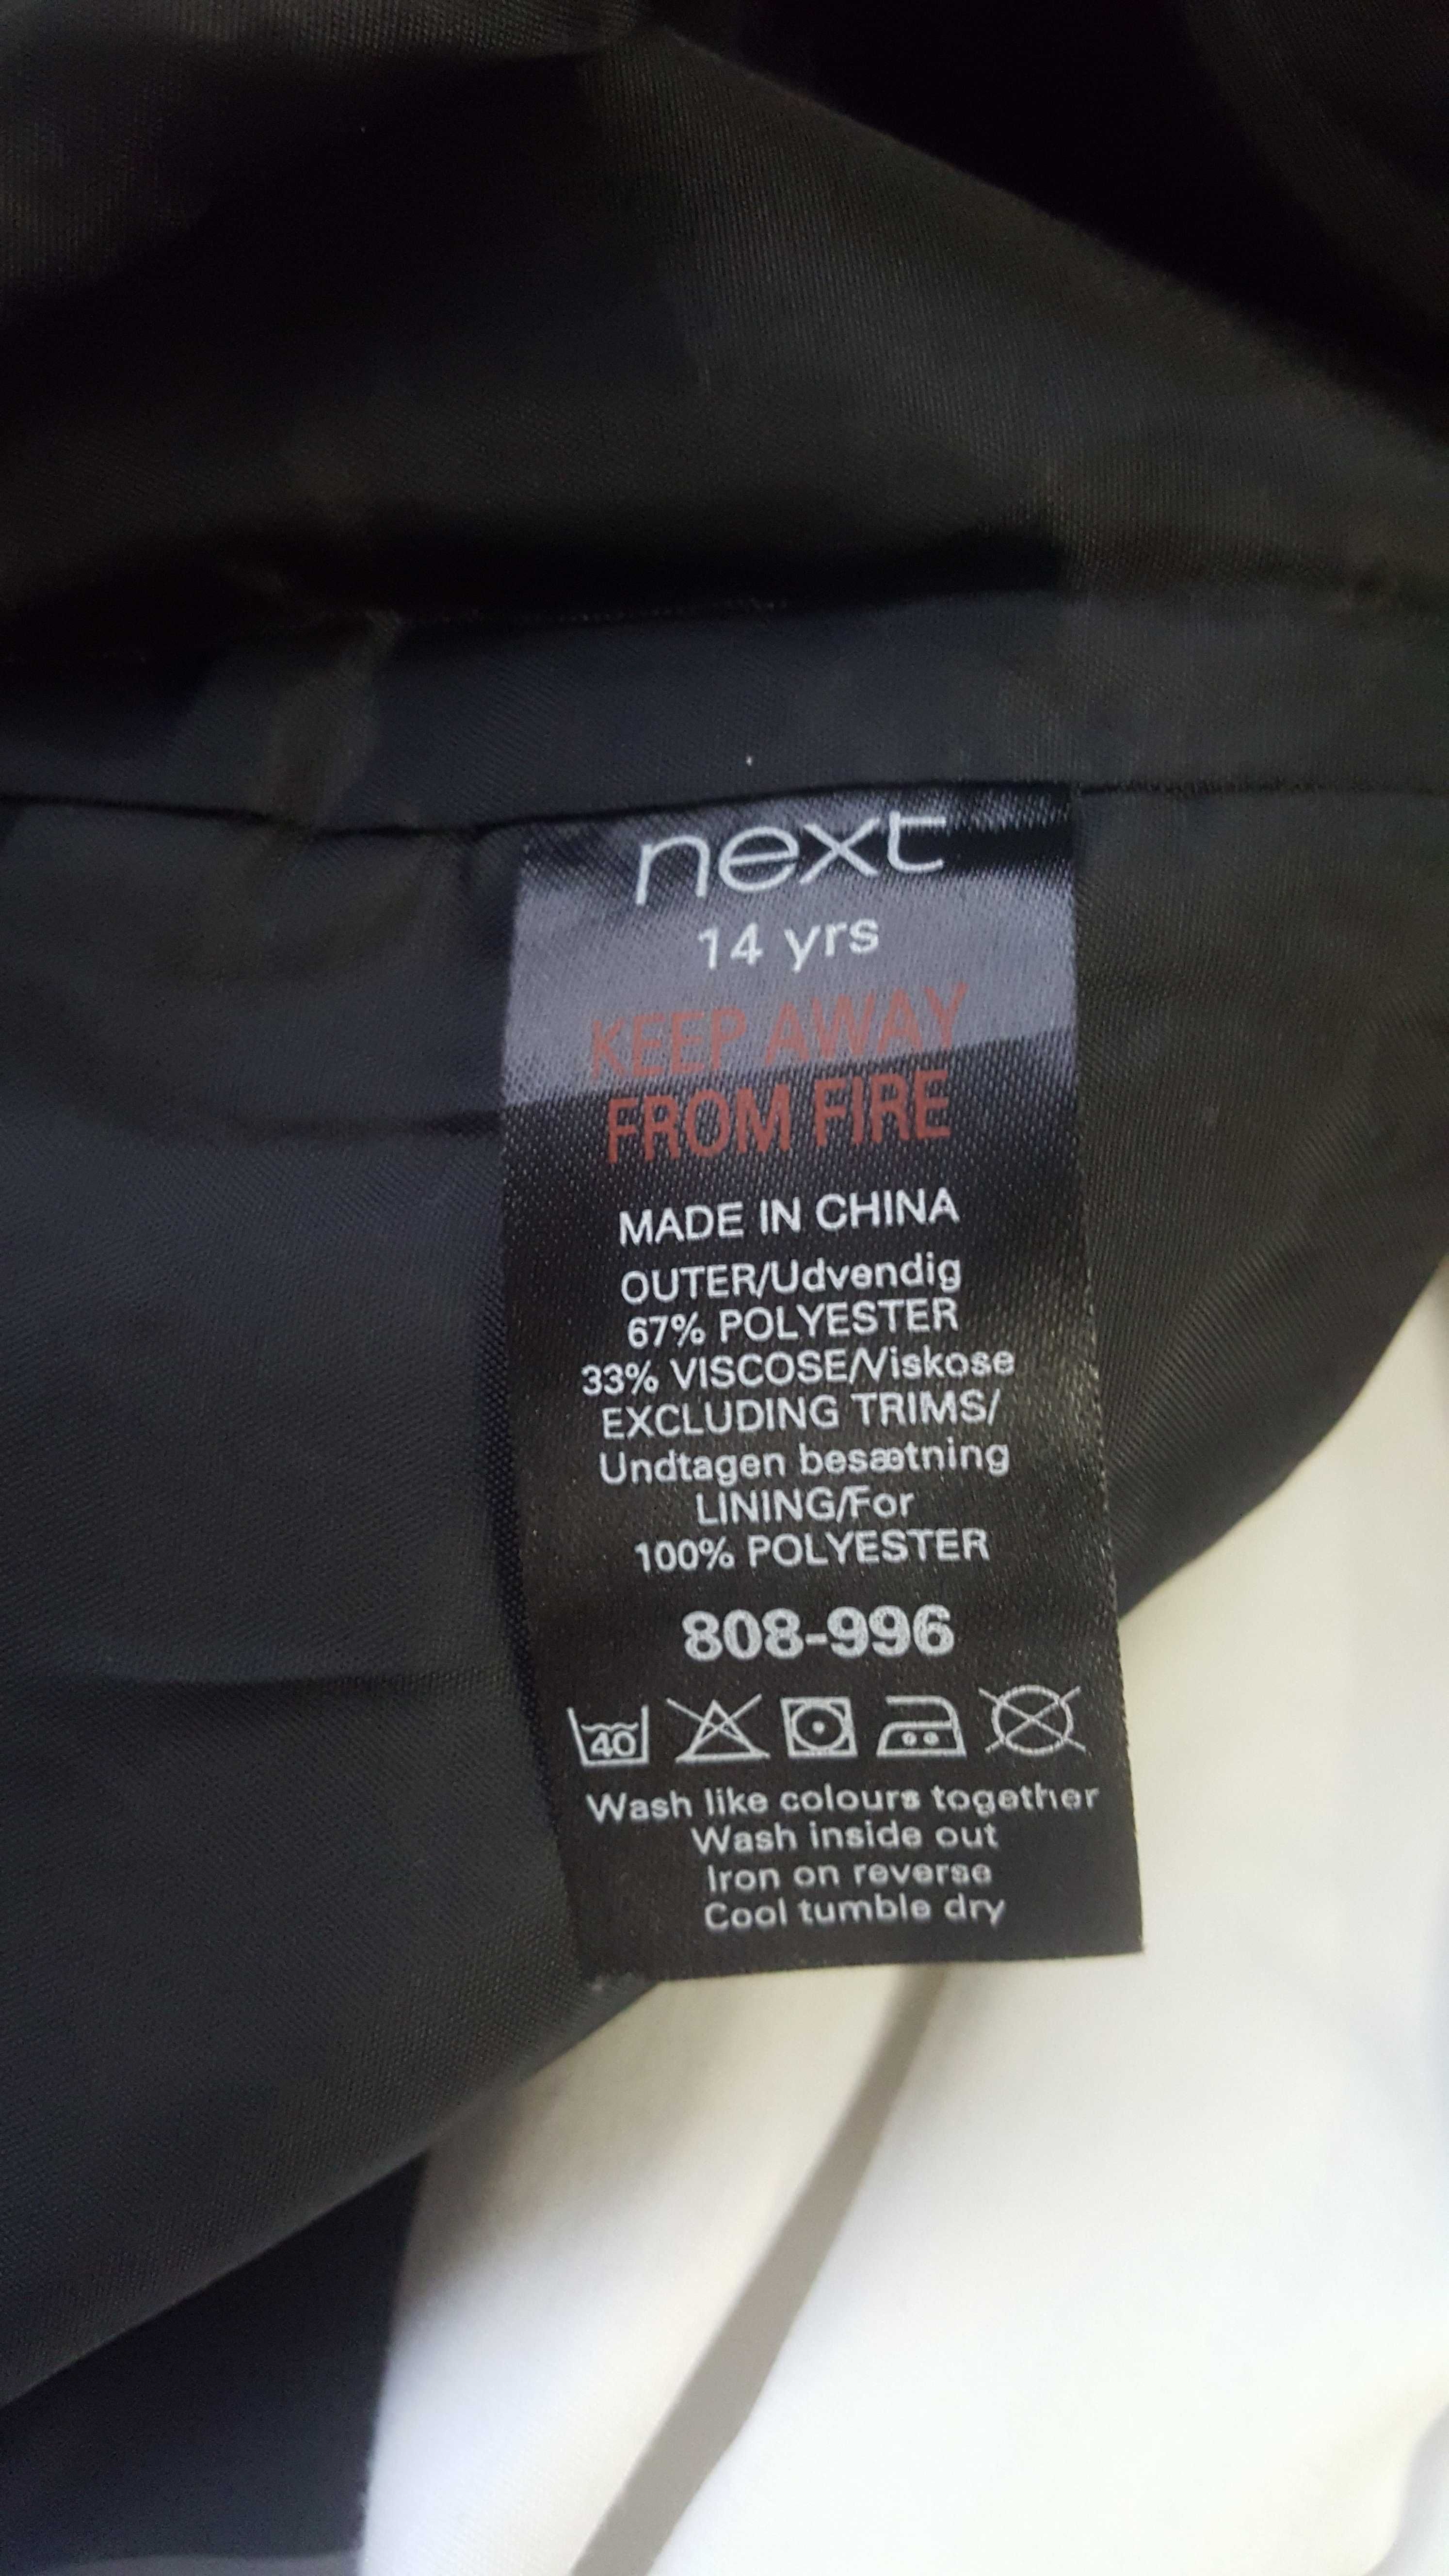 next
14 yrs
KEEP AWAY
FROM FIRE
MADE IN CHINA
OUTER/Udvendig
67% POLYESTER
33% VISCOSE/Viskose
EXCLUDING TRIMS/
Undtagen besætning
LINING/For
100% POLYESTER
808-996
40
Wash like colours together
Wash inside out
Iron on reverse
Cool tumble dry